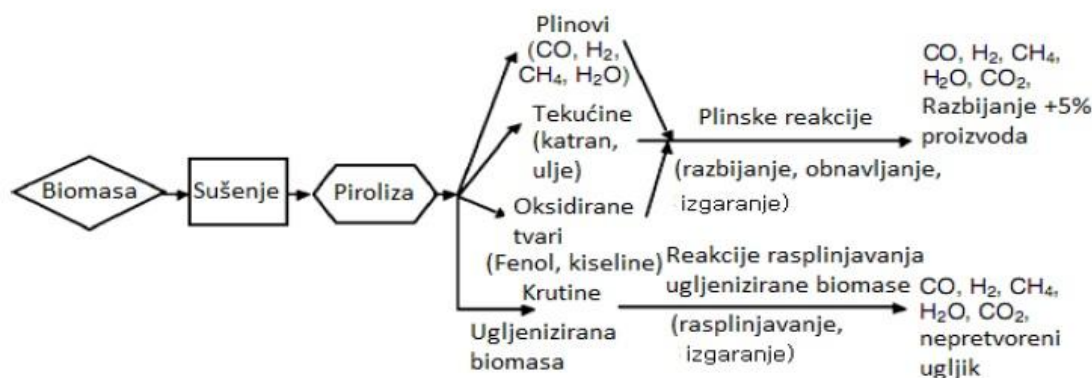 Biomasa
Sušenje
Piroliza
Plinovi
(CO, H₂,
CH₄, H₂O)
Tekućine
(katran,
ulje)
Oksidirane
tvari
(Fenol, kiseline)
Krutine
Ugljenizirana
biomasa
Plinske reakcije
(razbijanje, obnavljanje,
izgaranje)
Reakcije rasplinjavanja
ugljenizirane biomase
(rasplinjavanje,
izgaranje)
CO, H₂, CH₄,
H₂O, CO₂,
Razbijanje +5%
proizvoda
CO, H₂, CH₄,
H₂O, CO₂,
nepretvoreni
ugljik